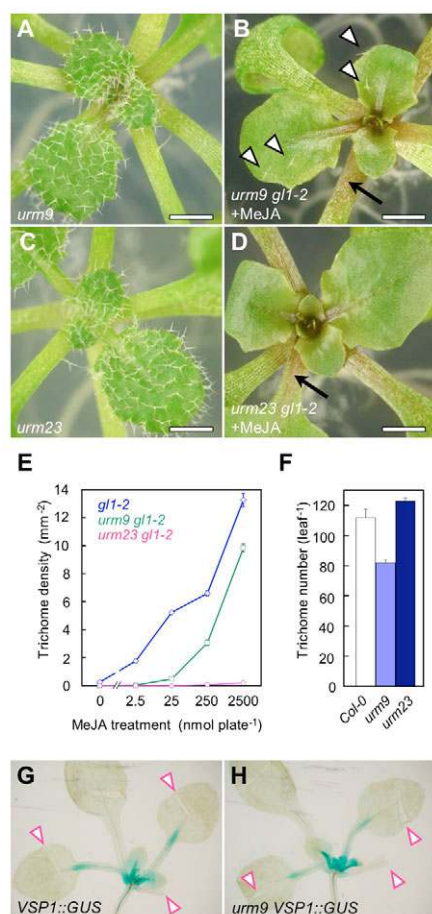 A
urm9
B
urm9 gl1-2
+MeJA
C
urm23
D
urm23 gl1-2
+MeJA
E
Trichome density (mm⁻²)
14
12
10
8
6
4
2
0
gl1-2
urm9 gl1-2
urm23 gl1-2
0 2.5 25 250 2500
MeJA treatment (nmol plate⁻¹)
F
Trichome number (leaf⁻¹)
120
100
80
60
40
20
0
Col-0
urm9
urm23
G
VSP1::GUS
H
urm9 VSP1::GUS